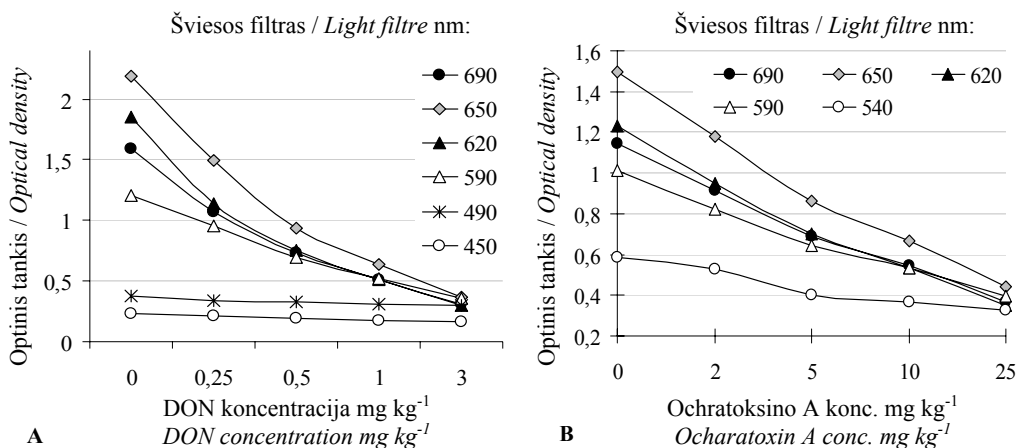 Šviesos filtras / Light filtre nm:
Optinis tankis / Optical density
2
1,5
1
0,5
0
690
650
620
590
490
450
0 0,25 0,5 1 3
DON koncentracija mg kg-1
A DON concentration mg kg-1
Šviesos filtras / Light filtre nm:
Optinis tankis / Optical density
1,6
1,4
1,2
1
0,8
0,6
0,4
0,2
690 650 620
590 540
0 2 5 10 25
Ochratoksino A konc. mg kg-1
B Ocharatoxin A conc. mg kg-1